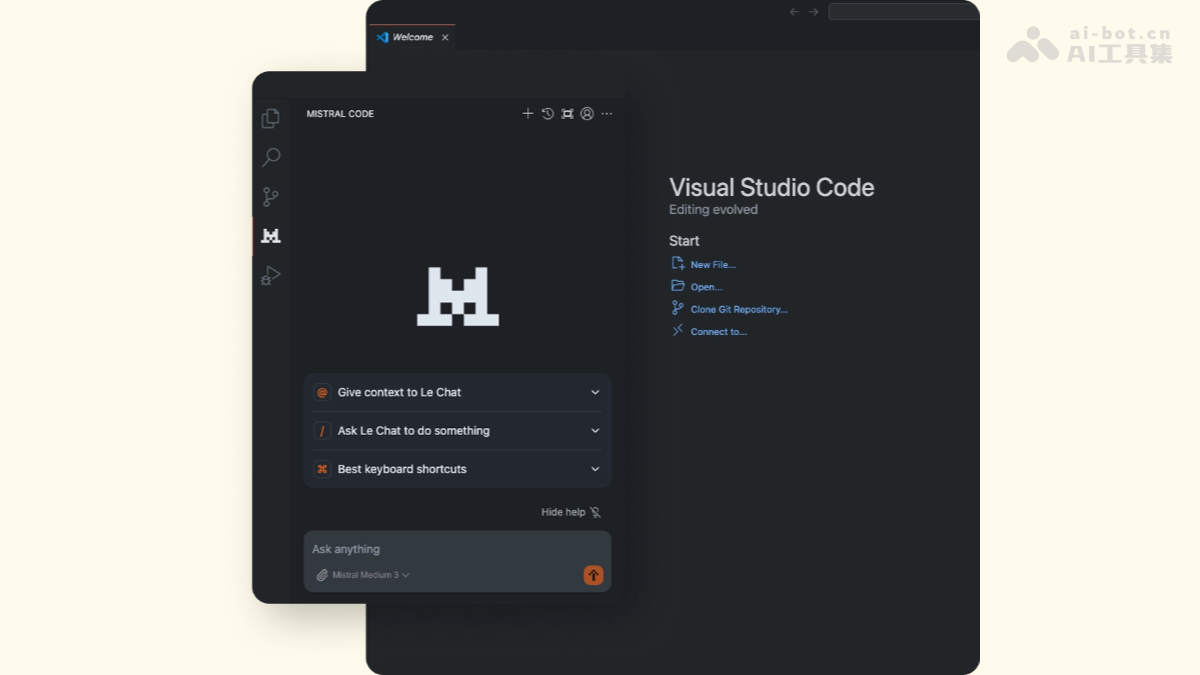 Welcome
ai-bot.cn
AI工具集
MISTRAL CODE
Visual Studio Code
Editing evolved
Start
New File...
Open...
Clone Git Repository...
Connect to...
@ Give context to Le Chat
/ Ask Le Chat to do something
⌘ Best keyboard shortcuts
Hide help
Ask anything
Mistral Medium 3